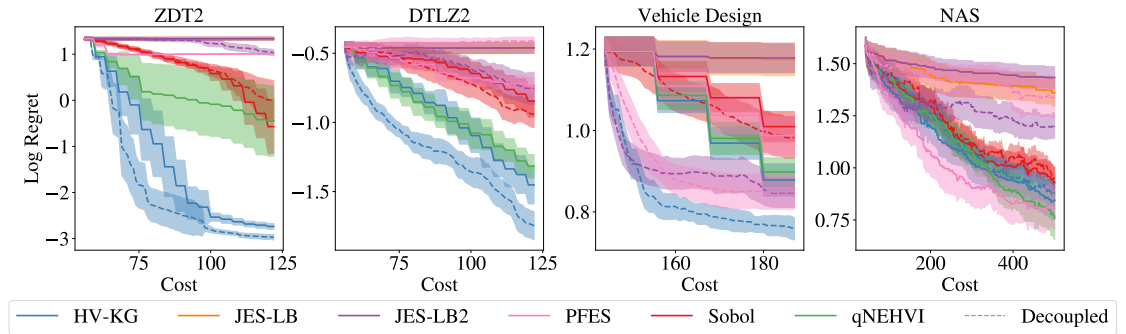 ZDT2
DTLZ2
Vehicle Design
NAS
Log Regret
1
0
−1
−2
−3
75
100
125
Cost
−0.5
−1.0
−1.5
75
100
125
Cost
1.2
1.0
0.8
160
180
Cost
1.50
1.25
1.00
0.75
200
400
Cost
HV-KG JES-LB JES-LB2 PFES Sobol qNEHVI Decoupled